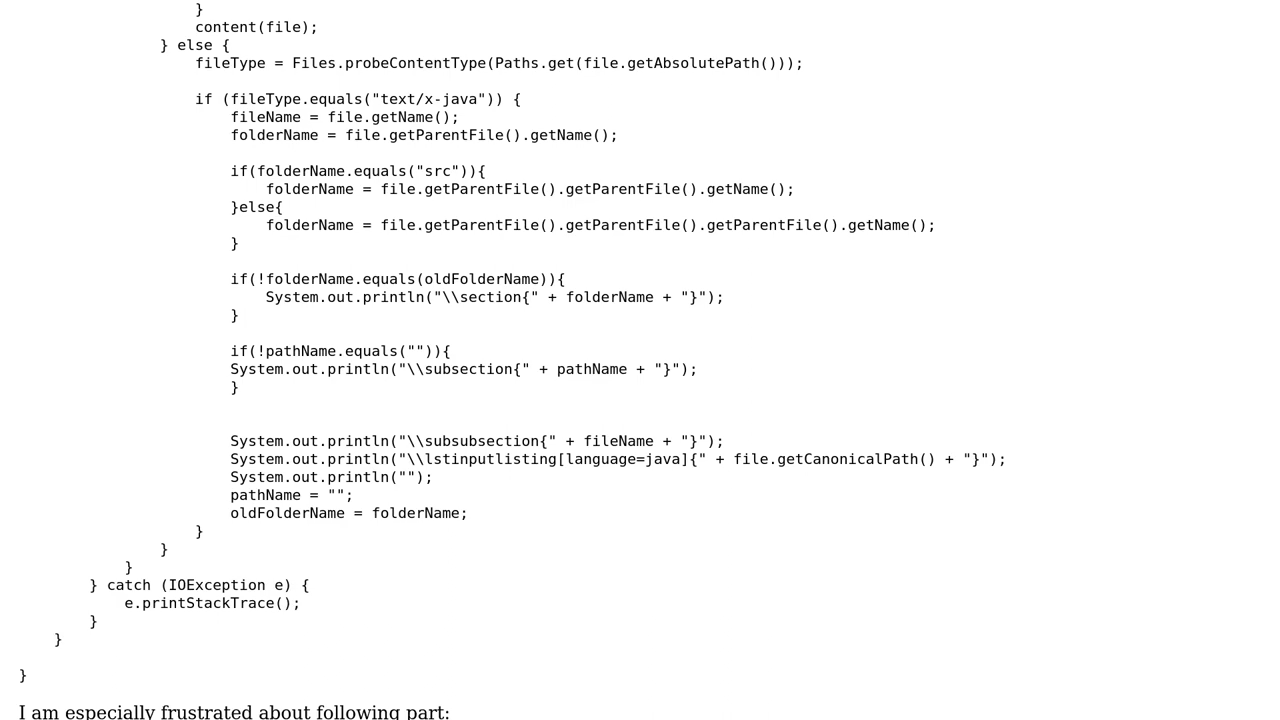 }
                    content(file);
                } else {
                    fileType = Files.probeContentType(Paths.get(file.getAbsolutePath()));

                    if (fileType.equals("text/x-java")) {
                        fileName = file.getName();
                        folderName = file.getParentFile().getName();

                        if(folderName.equals("src")){
                            folderName = file.getParentFile().getParentFile().getName();
                        }else{
                            folderName = file.getParentFile().getParentFile().getParentFile().getName();
                        }

                        if(!folderName.equals(oldFolderName)){
                            System.out.println("\\section{" + folderName + "}");
                        }

                        if(!pathName.equals("")){
                        System.out.println("\\subsection{" + pathName + "}");
                        }


                        System.out.println("\\subsubsection{" + fileName + "}");
                        System.out.println("\\lstinputlisting[language=java]{" + file.getCanonicalPath() + "}");
                        System.out.println("");
                        pathName = "";
                        oldFolderName = folderName;
                    }
                }
            }
        } catch (IOException e) {
            e.printStackTrace();
        }
    }

}
I am especially frustrated about following part: